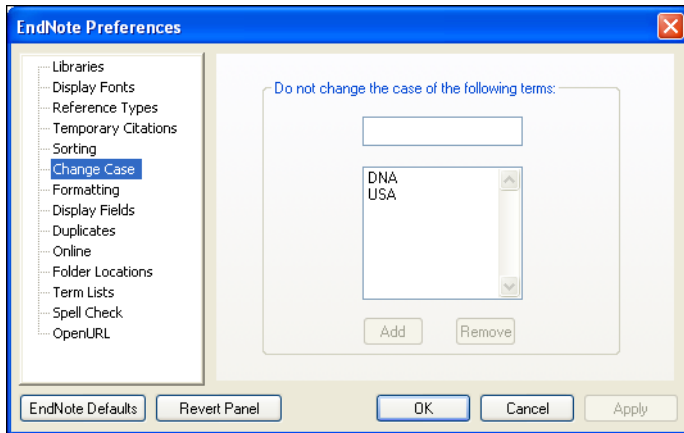 EndNote Preferences
Libraries
Display Fonts
Reference Types
Temporary Citations
Sorting
Change Case
Formatting
Display Fields
Duplicates
Online
Folder Locations
Term Lists
Spell Check
OpenURL
Do not change the case of the following terms:
DNA
USA
Add Remove
EndNote Defaults Revert Panel OK Cancel Apply